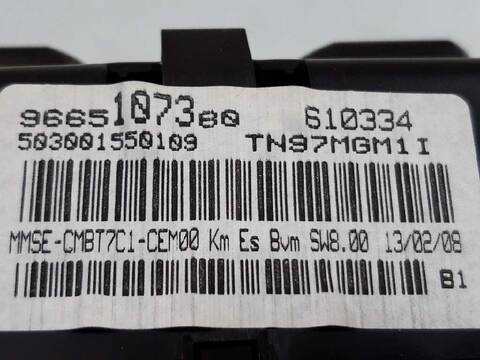 9665107380 610334
503001550109 TN97MGM1I
MMSE-CMBT7C1-CEM00 Km Es Bvm SW8.00 13/02/08
B1